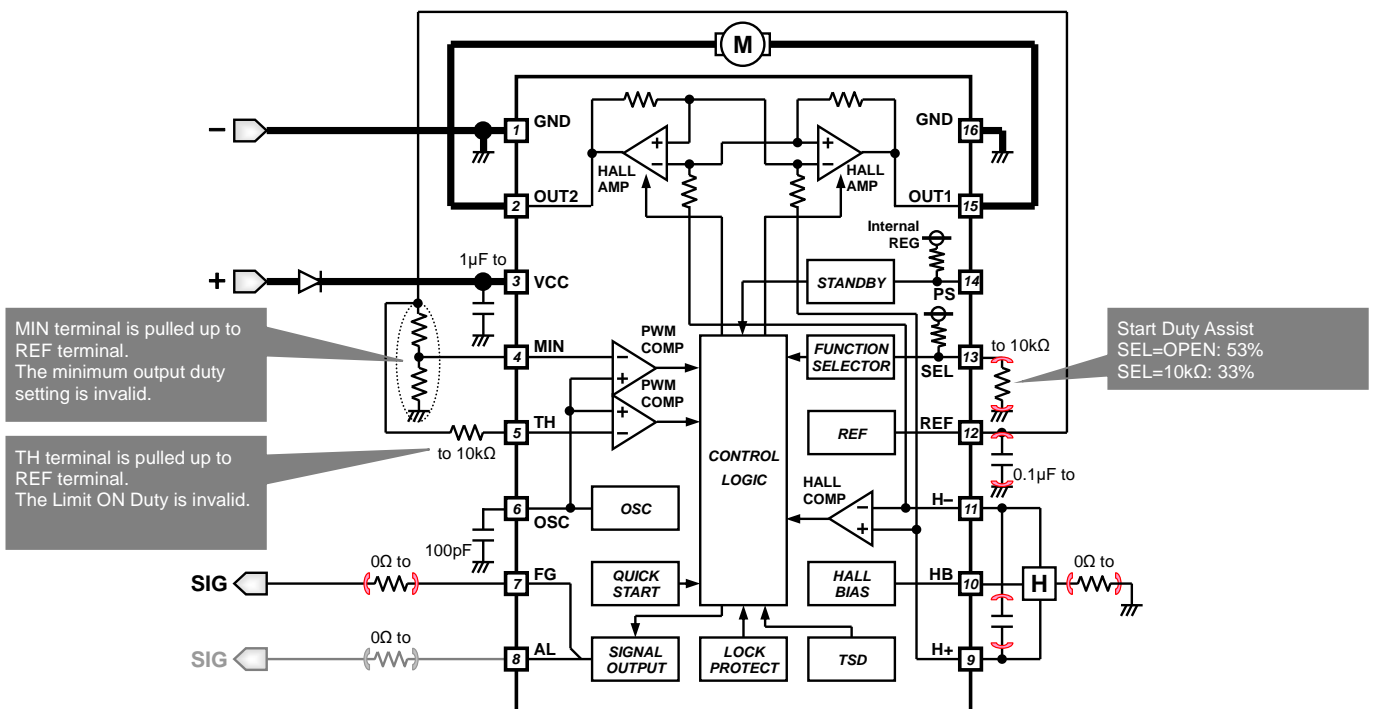 M
−
1
GND
GND
16
HALL
AMP
HALL
AMP
2
OUT2
OUT1
15
Internal
REG
1µF to
+
3
VCC
STANDBY
PS
14
MIN terminal is pulled up to
REF terminal.
The minimum output duty
setting is invalid.
4
MIN
PWM
COMP
PWM
COMP
FUNCTION
SELECTOR
SEL
13
to 10kΩ
Start Duty Assist
SEL=OPEN: 53%
SEL=10kΩ: 33%
TH terminal is pulled up to
REF terminal.
The Limit ON Duty is invalid.
to 10kΩ
5
TH
REF
REF
12
0.1µF to
CONTROL
LOGIC
6
OSC
OSC
100pF
HALL
COMP
−
+
H−
11
SIG
0Ω to
7
FG
QUICK
START
HALL
BIAS
HB
10
H
0Ω to
SIG
0Ω to
8
AL
SIGNAL
OUTPUT
LOCK
PROTECT
TSD
H+
9